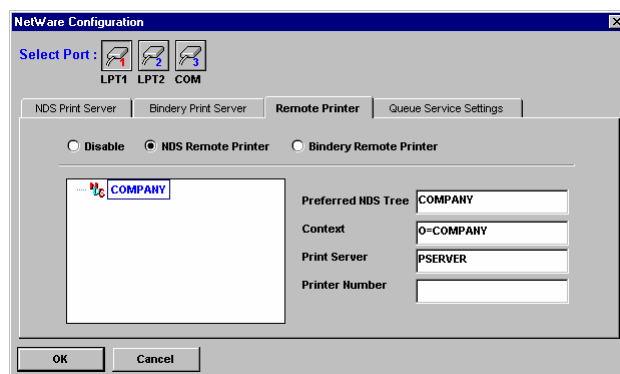 NetWare Configuration
Select Port :
1 2 3
LPT1 LPT2 COM
NDS Print Server Bindery Print Server Remote Printer Queue Service Settings
Disable NDS Remote Printer Bindery Remote Printer
COMPANY
Preferred NDS Tree COMPANY
Context O=COMPANY
Print Server PSERVER
Printer Number
OK Cancel